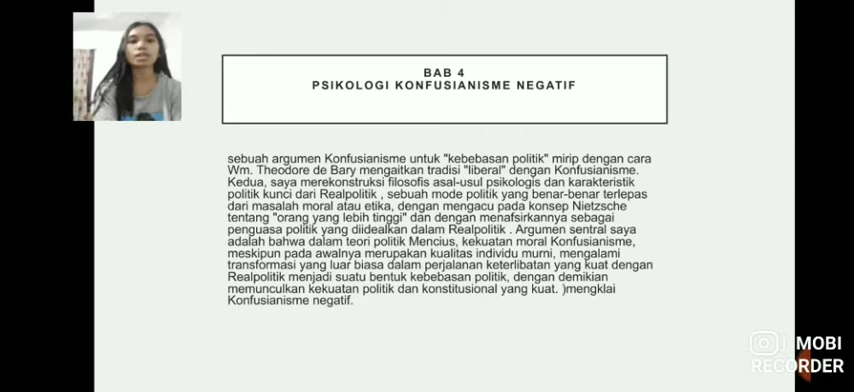 BAB 4
PSIKOLOGI KONFUSIANISME NEGATIF
sebuah argumen Konfusianisme untuk "kebebasan politik" mirip dengan cara
Wm. Theodore de Bary mengaitkan tradisi "liberal" dengan Konfusianisme.
Kedua, saya merekonstruksi filosofis asal-usul psikologis dan karakteristik
politik kunci dari Realpolitik , sebuah mode politik yang benar-benar terlepas
dari masalah moral atau etika, dengan mengacu pada konsep Nietzsche
tentang "orang yang lebih tinggi" dan dengan menafsirkannya sebagai
penguasa politik yang diidealkan dalam Realpolitik . Argumen sentral saya
adalah bahwa dalam teori politik Mencius, kekuatan moral Konfusianisme,
meskipun pada awalnya merupakan kualitas individu murni, mengalami
transformasi yang luar biasa dalam perjalanan keterlibatan yang kuat dengan
Realpolitik menjadi suatu bentuk kebebasan politik, dengan demikian
memunculkan kekuatan politik dan konstitusional yang kuat. )mengklai
Konfusianisme negatif.
MOBI
RECORDER